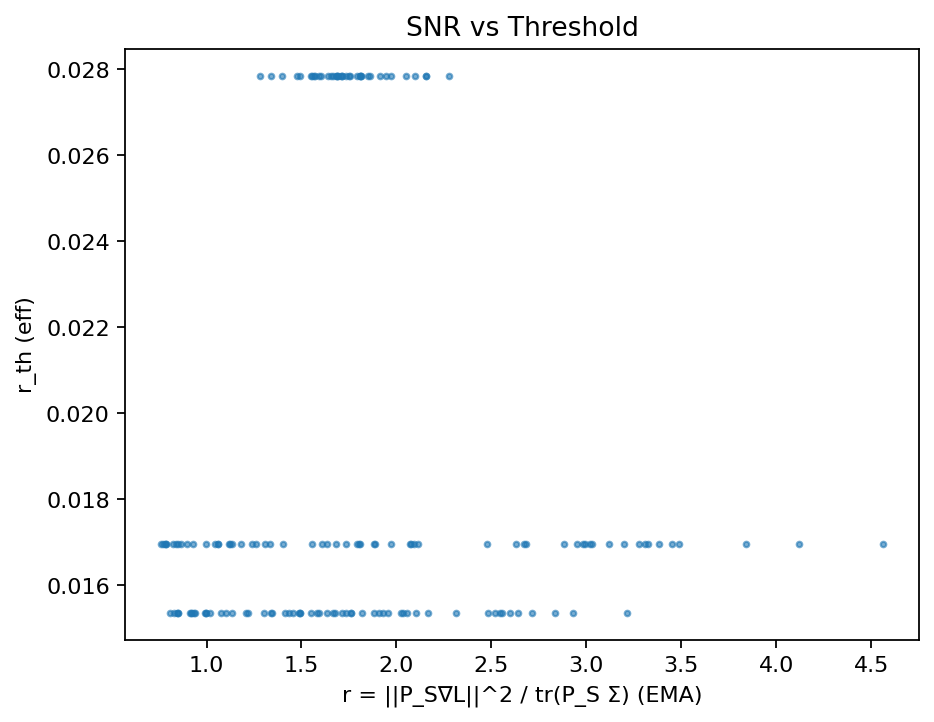 SNR vs Threshold
0.028
0.026
0.024
0.022
0.020
0.018
0.016
r_th (eff)
1.0 1.5 2.0 2.5 3.0 3.5 4.0 4.5
r = ||P_S∇L||^2 / tr(P_S Σ) (EMA)